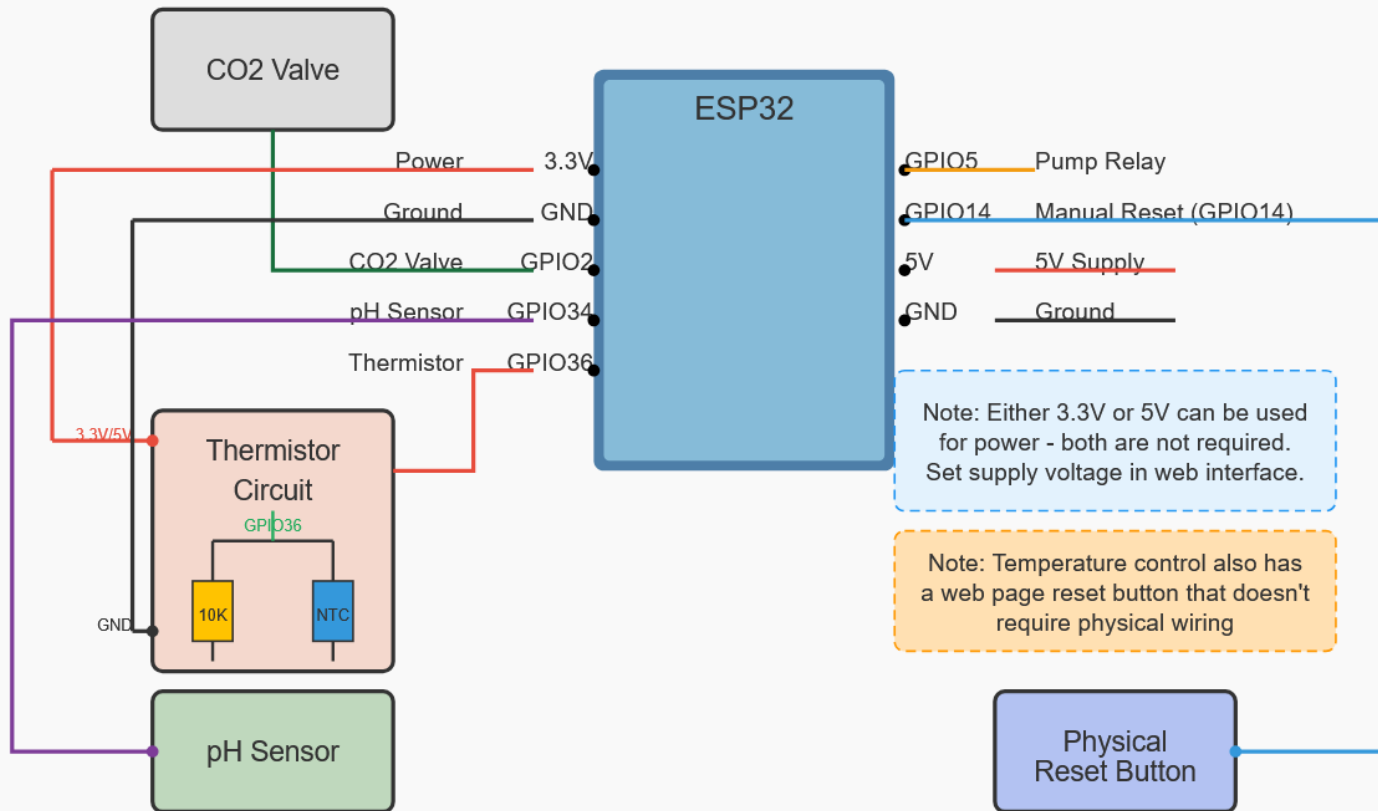 CO2 Valve
ESP32
Power 3.3V
Ground GND
CO2 Valve GPIO2
pH Sensor GPIO34
Thermistor GPIO36
GPIO5 Pump Relay
GPIO14 Manual Reset (GPIO14)
5V 5V Supply
GND Ground
Note: Either 3.3V or 5V can be used
for power - both are not required.
Set supply voltage in web interface.
3.3V/5V
Thermistor
Circuit
GPIO36
10K NTC
GND
Note: Temperature control also has
a web page reset button that doesn't
require physical wiring
pH Sensor
Physical
Reset Button